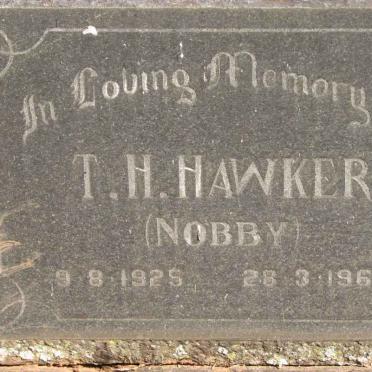 In Loving Memory
T. H. HAWKER
(NOBBY)
9·8·1925 28·3·196